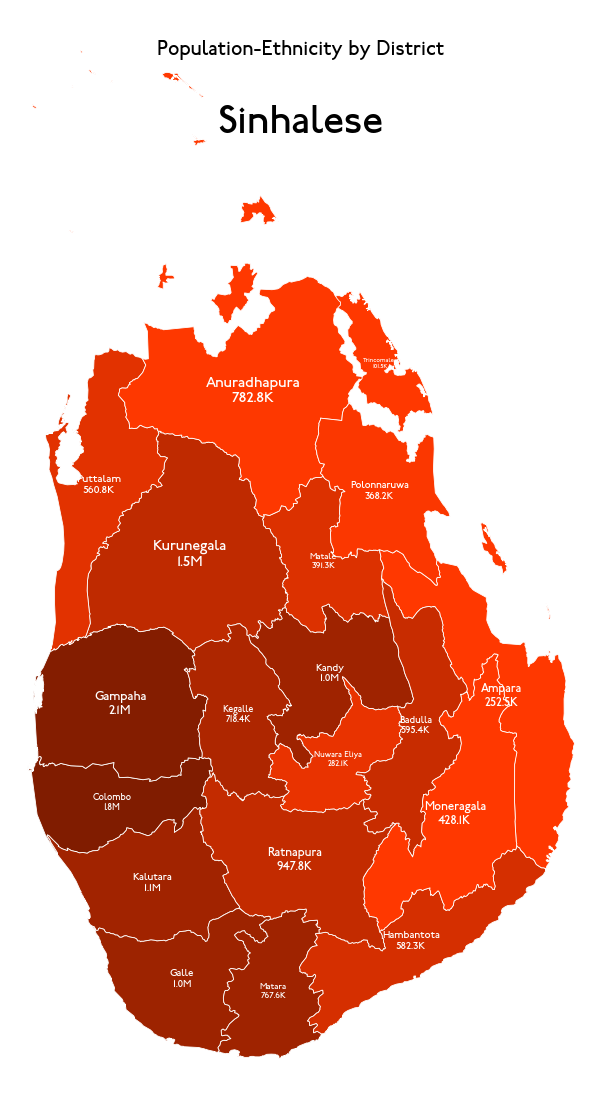 Population-Ethnicity by District
Sinhalese
Trincomalee
101.5K
Anuradhapura
782.8K
Puttalam
560.8K
Polonnaruwa
368.2K
Kurunegala
1.5M
Matale
391.3K
Kandy
1.0M
Gampaha
2.1M
Kegalle
718.4K
Ampara
252.5K
Badulla
595.4K
Nuwara Eliya
282.1K
Colombo
1.8M
Moneragala
428.1K
Ratnapura
947.8K
Kalutara
1.1M
Hambantota
582.3K
Galle
1.0M
Matara
767.6K